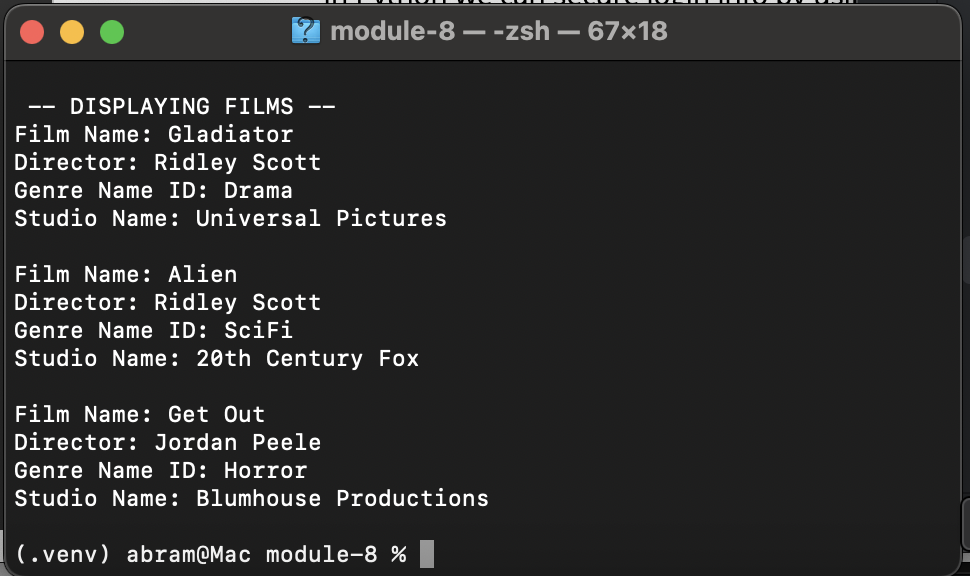 module-8 — -zsh — 67×18
-- DISPLAYING FILMS --
Film Name: Gladiator
Director: Ridley Scott
Genre Name ID: Drama
Studio Name: Universal Pictures
Film Name: Alien
Director: Ridley Scott
Genre Name ID: SciFi
Studio Name: 20th Century Fox
Film Name: Get Out
Director: Jordan Peele
Genre Name ID: Horror
Studio Name: Blumhouse Productions
(.venv) abram@Mac module-8 %